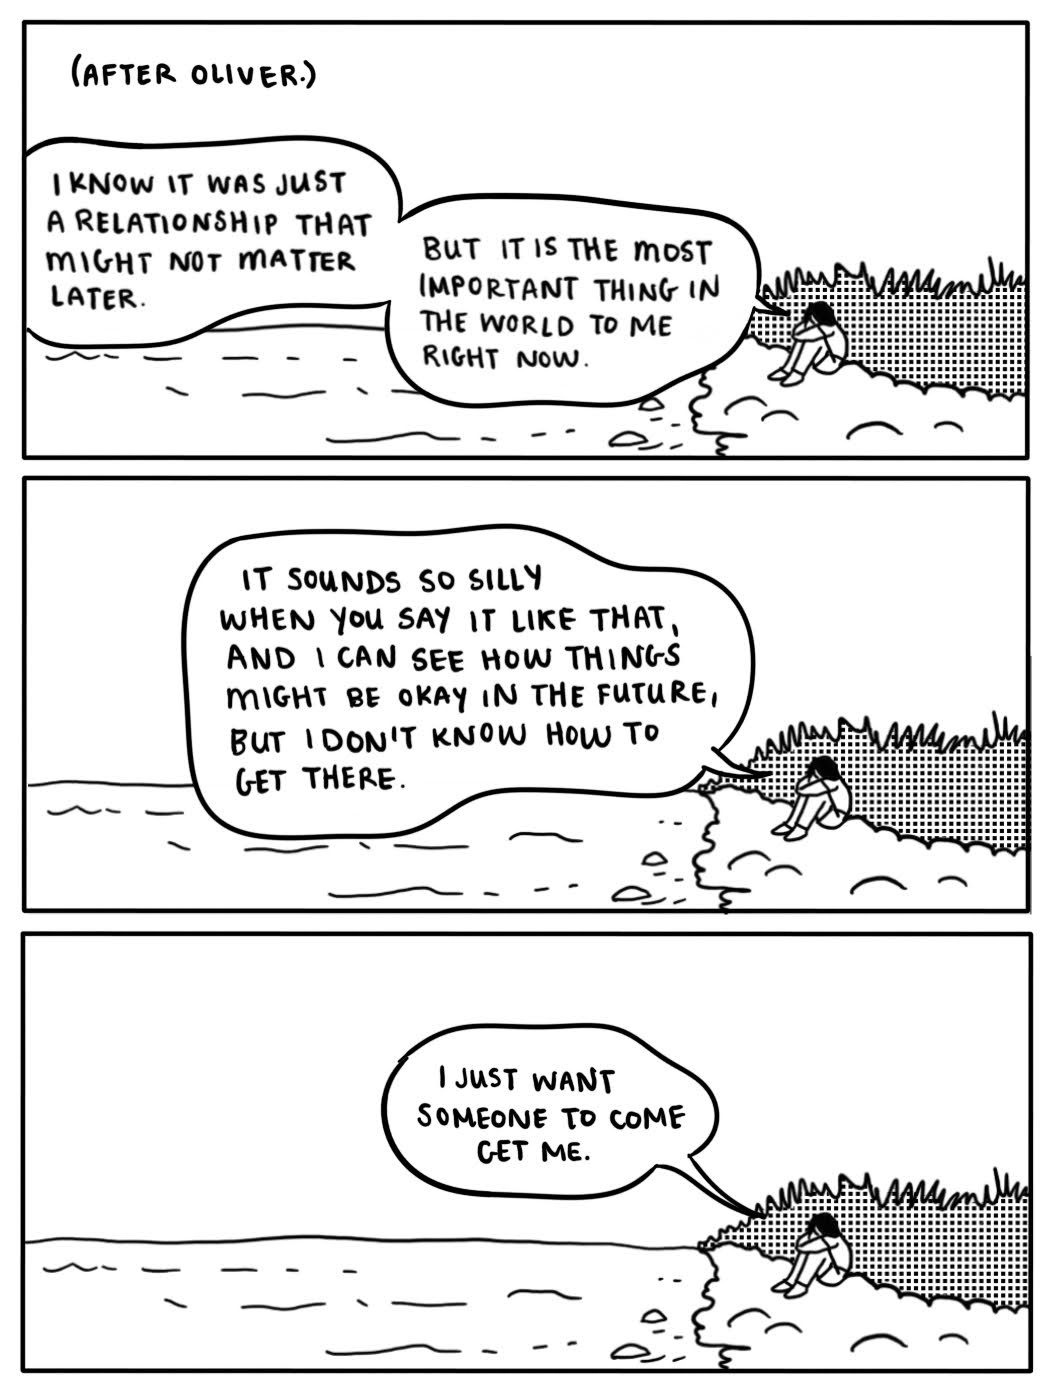 (AFTER OLIVER.)
I KNOW IT WAS JUST
A RELATIONSHIP THAT
MIGHT NOT MATTER
LATER.
BUT IT IS THE MOST
IMPORTANT THING IN
THE WORLD TO ME
RIGHT NOW.
IT SOUNDS SO SILLY
WHEN YOU SAY IT LIKE THAT,
AND I CAN SEE HOW THINGS
MIGHT BE OKAY IN THE FUTURE,
BUT I DON'T KNOW HOW TO
GET THERE.
I JUST WANT
SOMEONE TO COME
GET ME.